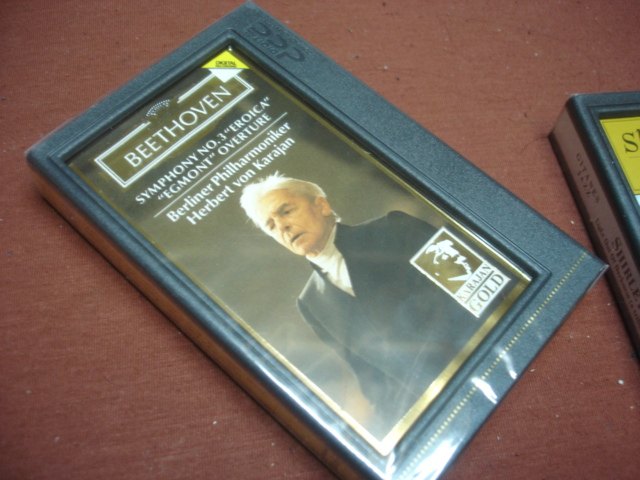 DIGITAL
BEETHOVEN
SYMPHONY NO. 3 "EROICA"
"EGMONT" OVERTURE
Berliner Philharmoniker
Herbert von Karajan
KARAJAN
GOLD